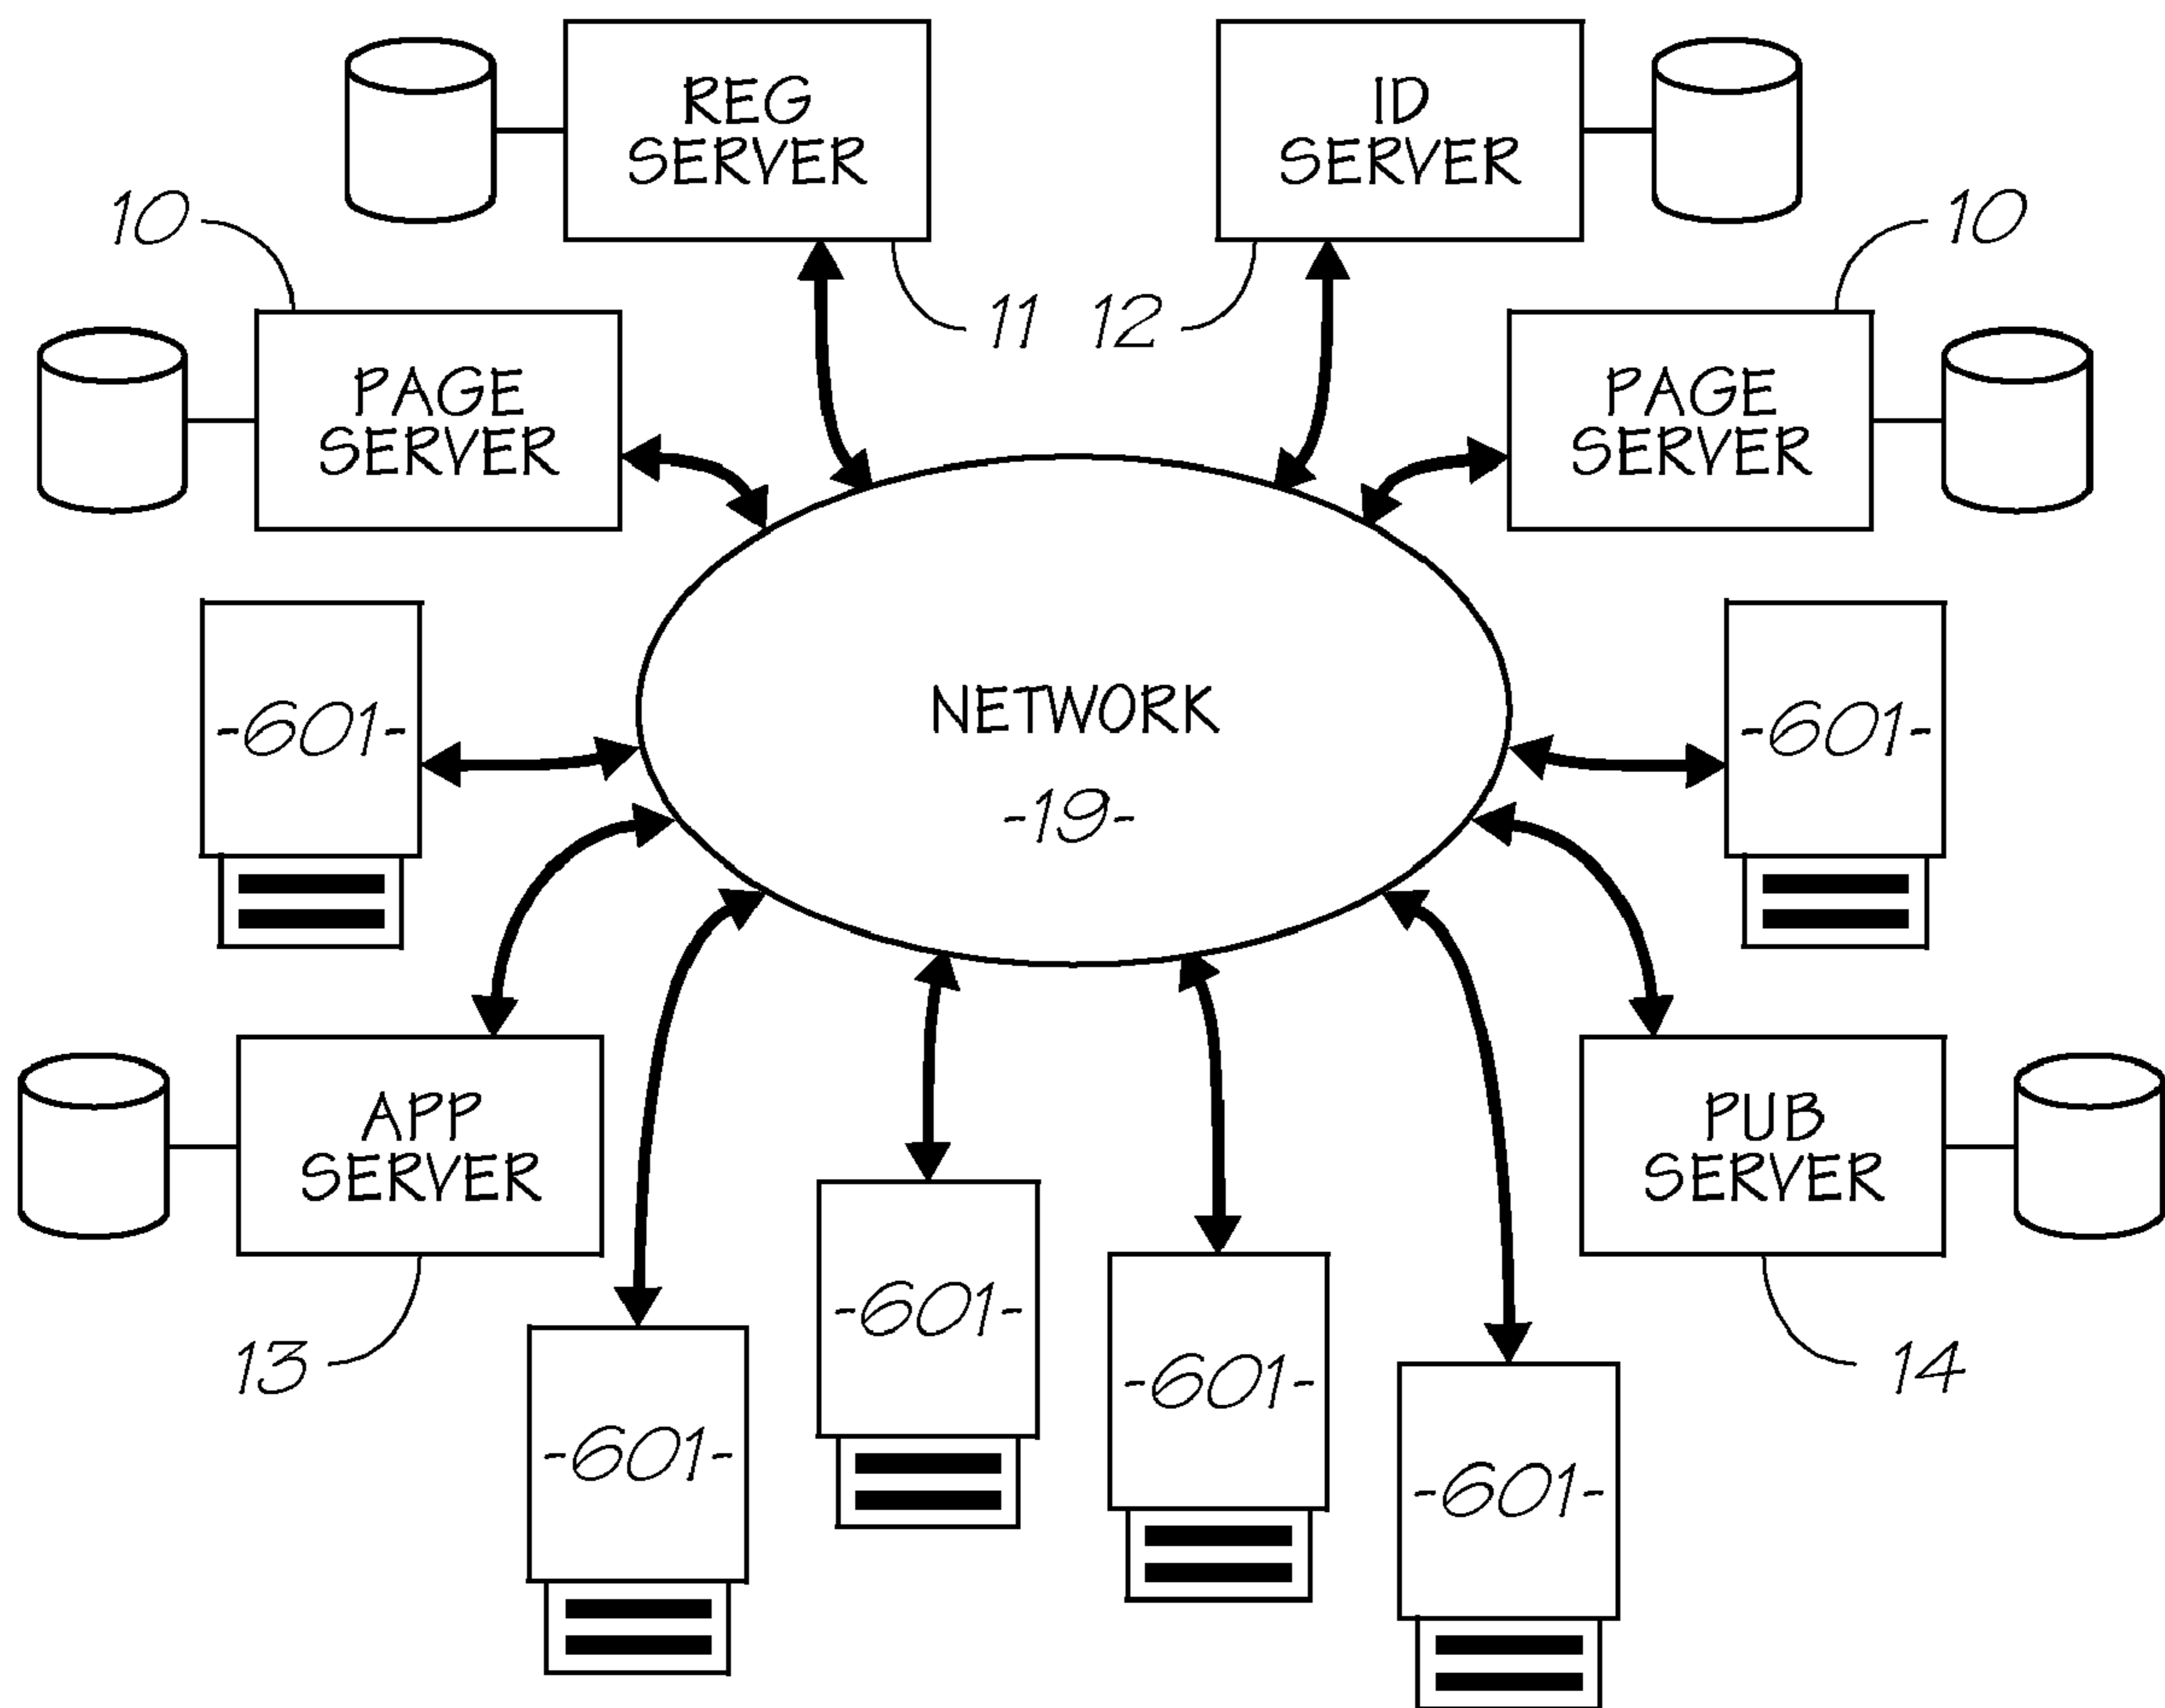 REG
SERVER
ID
SERVER
10
10
11
12
PAGE
SERVER
PAGE
SERVER
-601-
NETWORK
-19-
-601-
APP
SERVER
PUB
SERVER
-601-
-601-
-601-
-601-
13
14